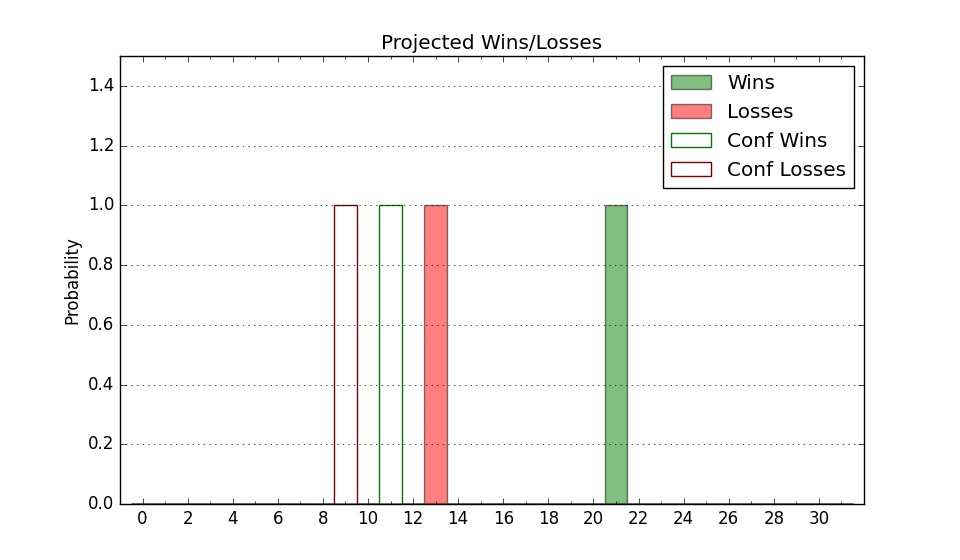 Projected Wins/Losses
Wins
Losses
Conf Wins
Conf Losses
Probability
1.4
1.2
1.0
0.8
0.6
0.4
0.2
0.0
0 2 4 6 8 10 12 14 16 18 20 22 24 26 28 30